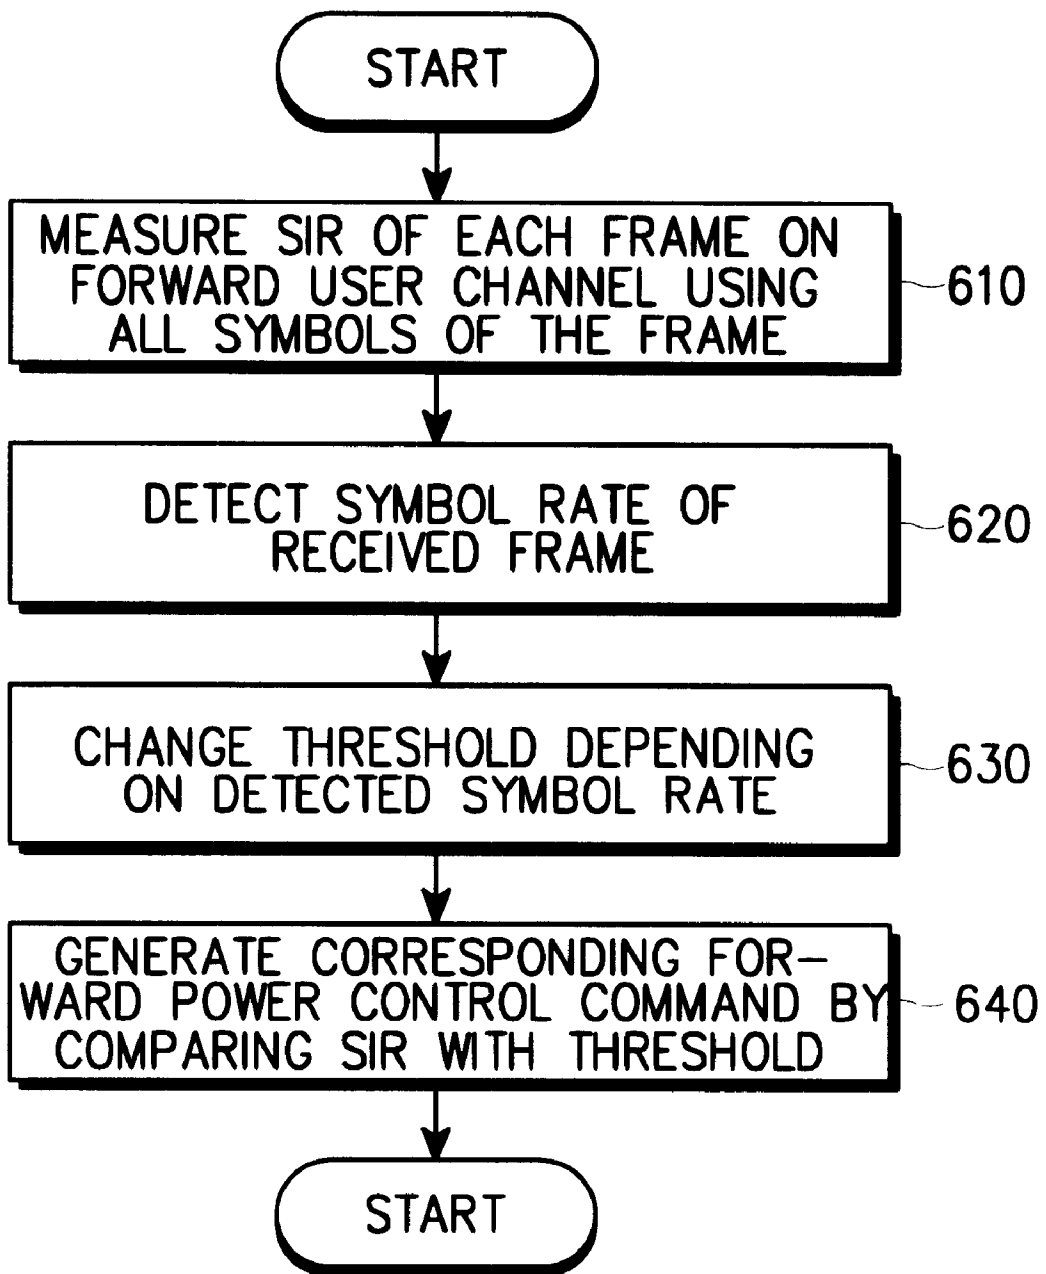 START
MEASURE SIR OF EACH FRAME ON
FORWARD USER CHANNEL USING
ALL SYMBOLS OF THE FRAME
610
DETECT SYMBOL RATE OF
RECEIVED FRAME
620
CHANGE THRESHOLD DEPENDING
ON DETECTED SYMBOL RATE
630
GENERATE CORRESPONDING FOR-
WARD POWER CONTROL COMMAND BY
COMPARING SIR WITH THRESHOLD
640
START